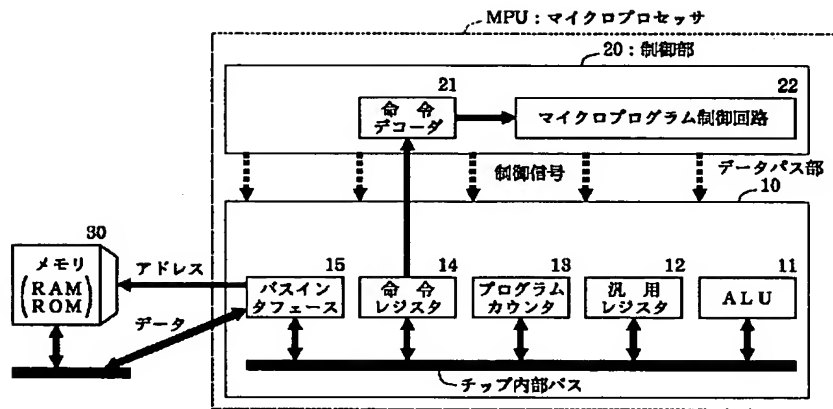 MPU：マイクロプロセッサ
20：制御部
21
22
命 令
デコーダ
マイクロプログラム制御回路
制御信号
データパス部
10
30
メモリ
(RAM
ROM)
アドレス
データ
15
バスイン
タフェース
14
命 令
レジスタ
13
プログラム
カウンタ
12
汎 用
レジスタ
11
ALU
チップ内部バス